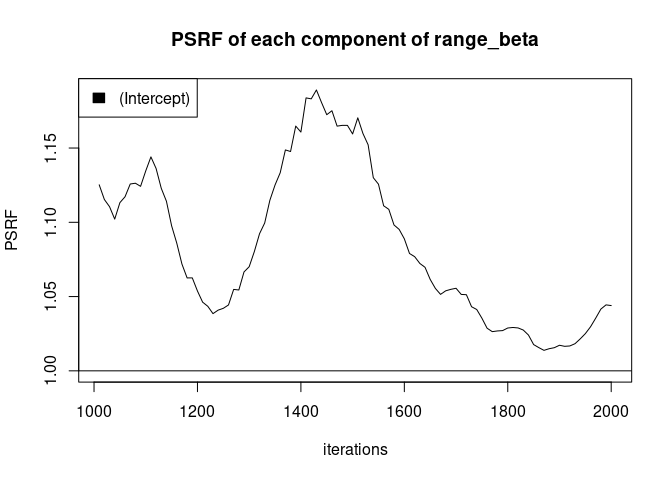 PSRF of each component of range_beta
(Intercept)
PSRF
1.15
1.10
1.05
1.00
1000 1200 1400 1600 1800 2000
iterations